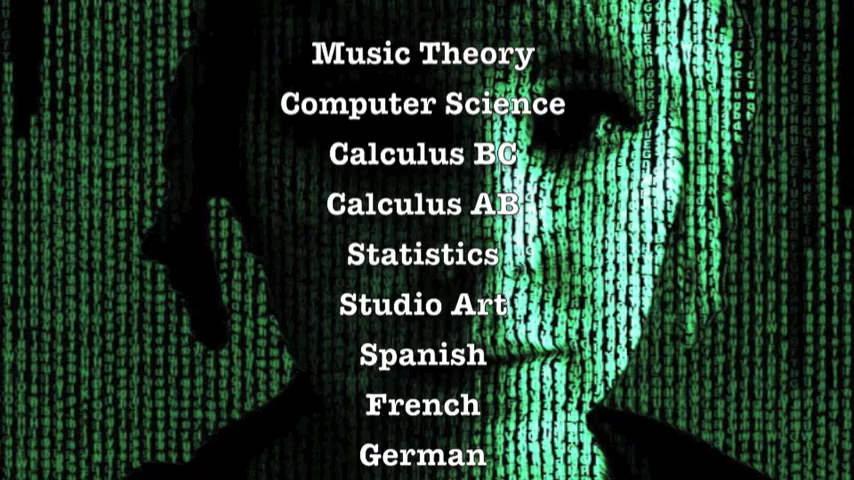 Music Theory
Computer Science
Calculus BC
Calculus AB
Statistics
Studio Art
Spanish
French
German